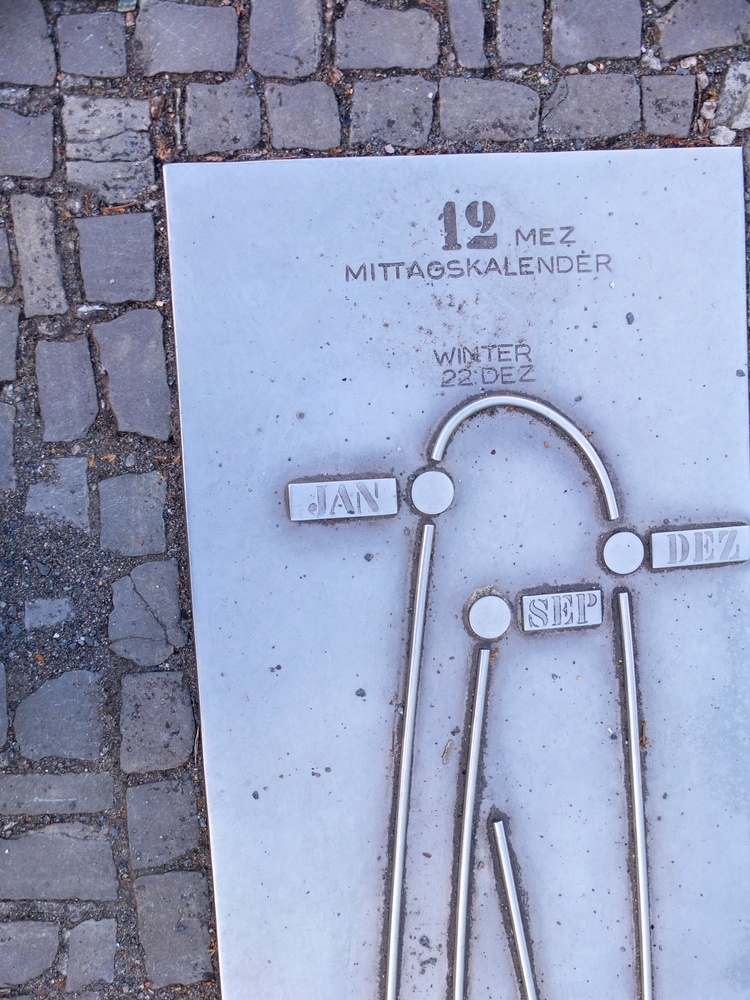 12 MEZ
MITTAGSKALENDER
WINTER
22 DEZ
JAN
DEZ
SEP